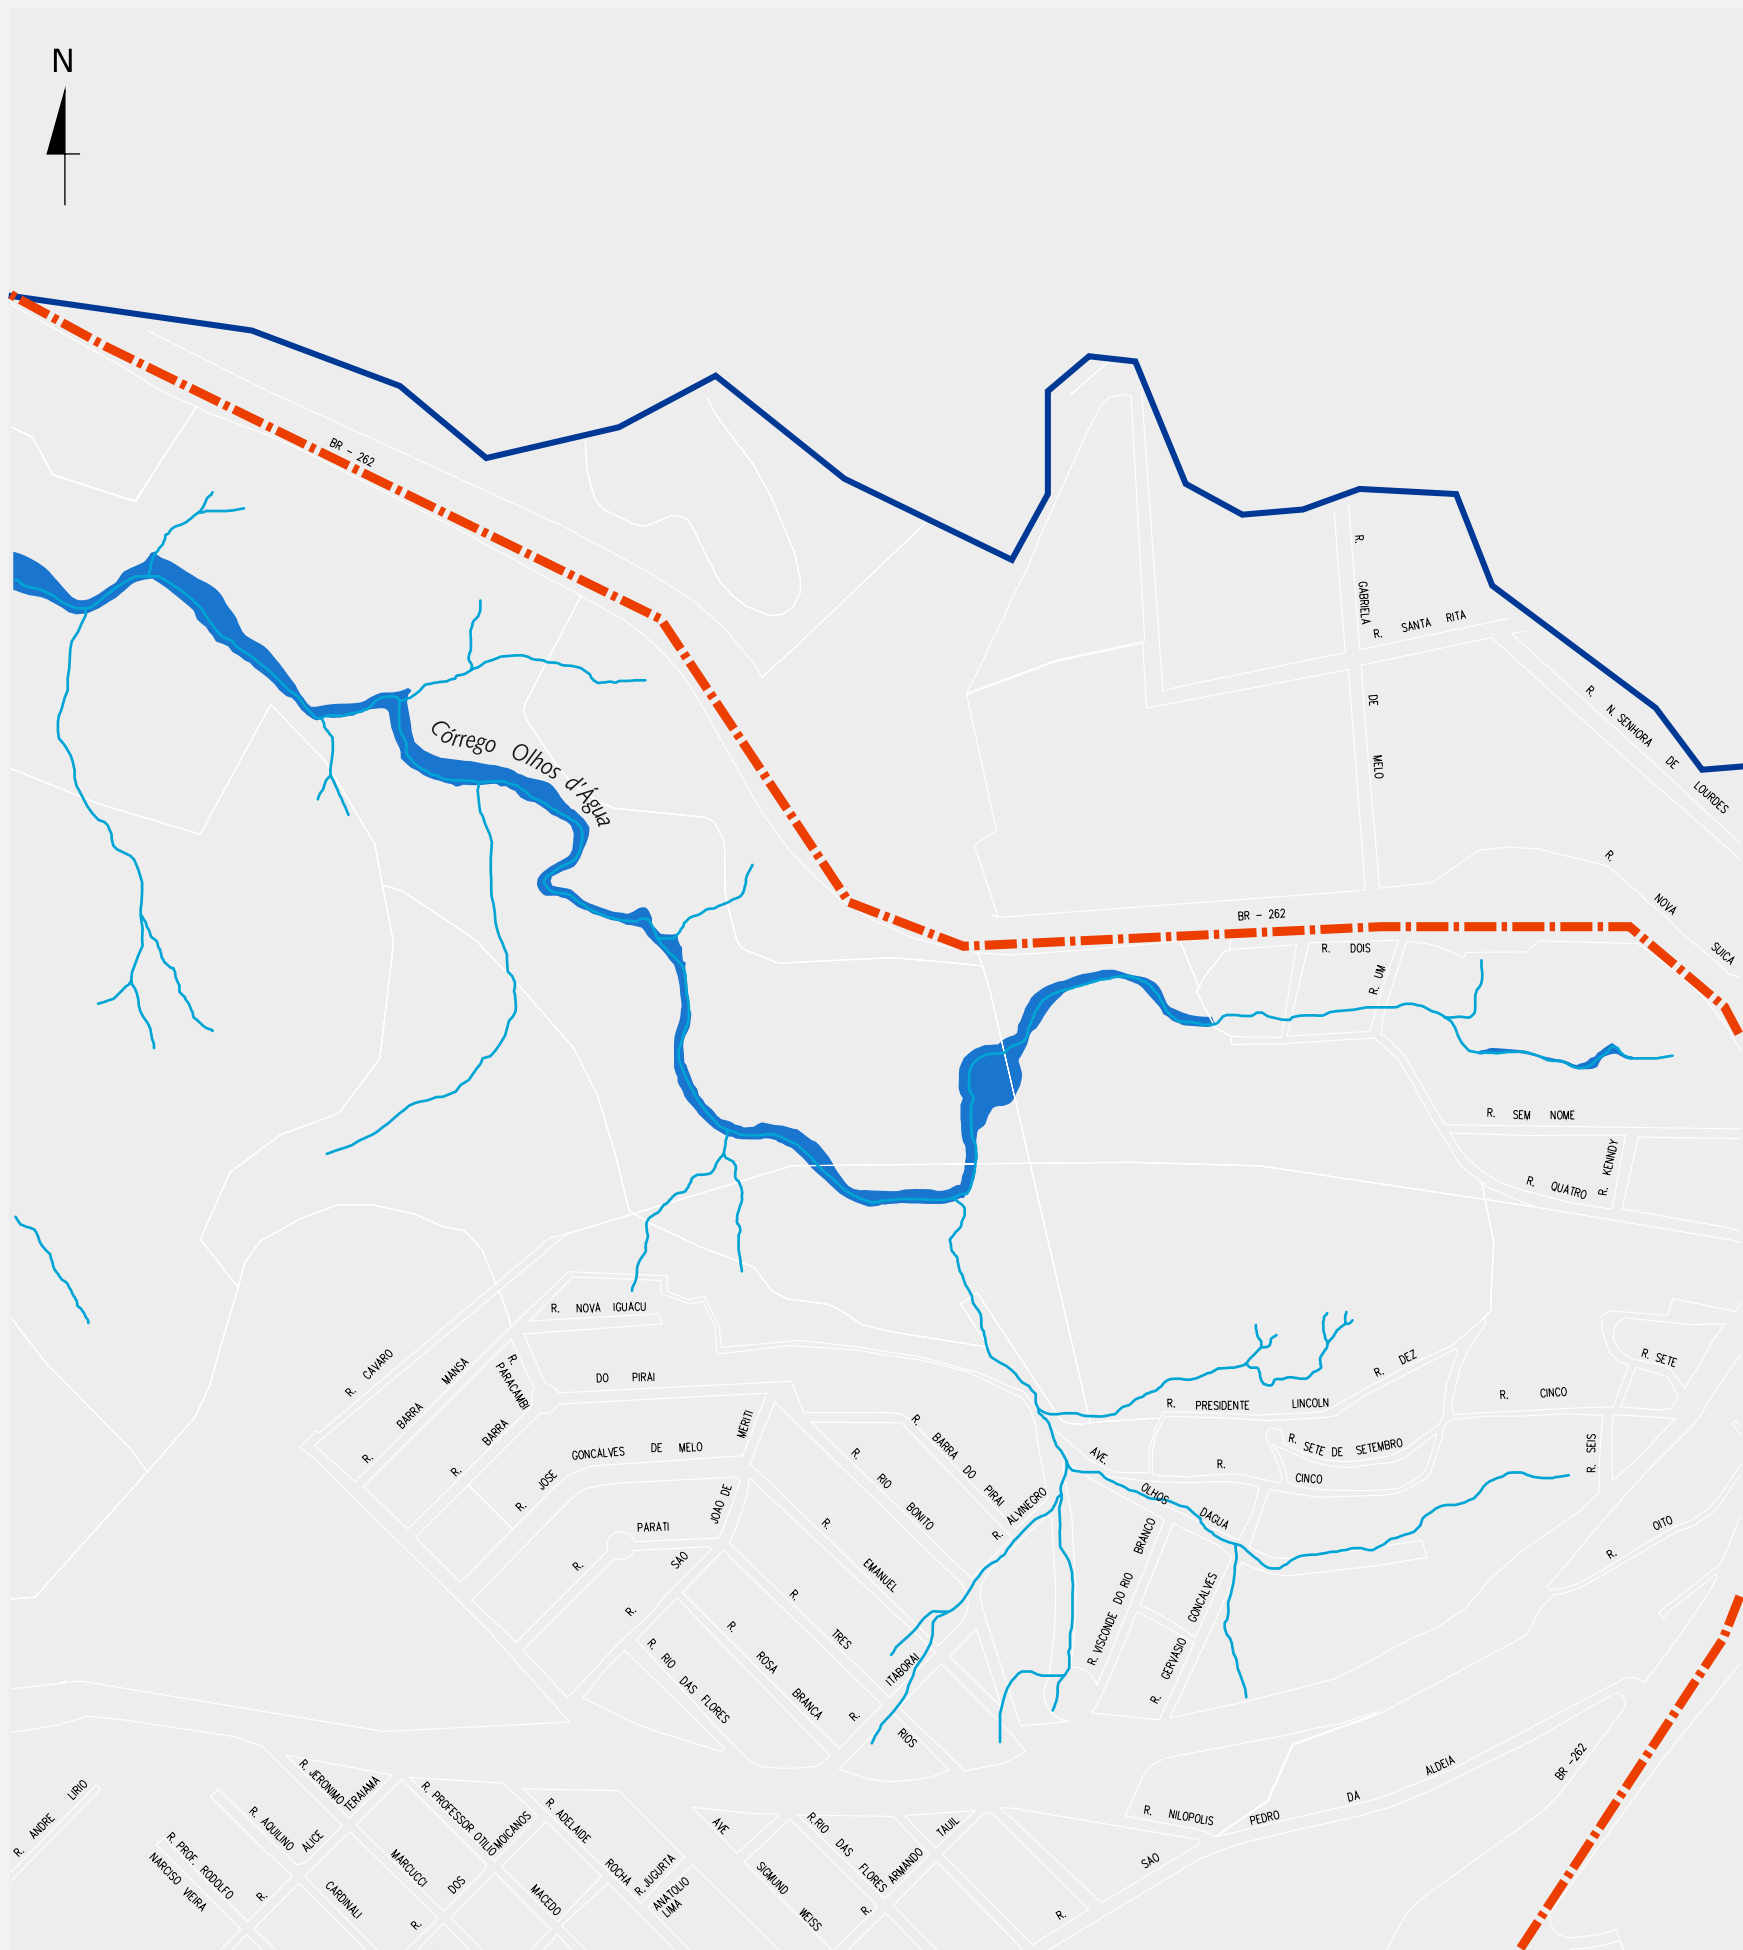 N
BR - 262
Córrego Olhos d'Água
R. GABRIELA DE MELO
R. SANTA RITA
R. N. SENHORA DE LOURDES
R. NOVA SUICA
BR - 262
R. DOIS
R. UM
R. SEM NOME
R. QUATRO
R. KENNDY
R. NOVA IGUACU
R. CAVARO
R. BARRA MANSA
R. PARACAMBI
R. BARRA DO PIRAI
R. JOSE GONCALVES DE MELO
R. SAO JOAO DE MERITI
R. PARATI
R. BARRA DO PIRAI
R. RIO BONITO
R. ALVINEGRO
R. EMANUEL
R. TRES RIOS
R. ROSA BRANCA
R. RIO DAS FLORES
R. ITABORAI
AVE. OLHOS DAGUA
R. PRESIDENTE LINCOLN
R. DEZ
R. SETE DE SETEMBRO
R. CINCO
R. CINCO
R. SETE
R. SEIS
R. OITO
R. VISCONDE DO RIO BRANCO
R. GERVASIO GONCALVES
BR -262
R. NILOPOLIS
R. SAO PEDRO DA ALDEIA
R. ANDRE LIRIO
R. JERONIMO MARCUCCI
R. ALICE TERAIAMA
R. AQUILINO CARDINALI
R. PROF. RODOLFO
NARCISO VIEIRA
R. PROFESSOR OTILIO MACEDO
R. DOS MOICANOS
R. ADELAIDE ROCHA
R. JUGURTA
ANATOLIO
LIMA
AVE SIGMUND WEISS
R.RIO DAS FLORES
R. ARMANDO TAUIL